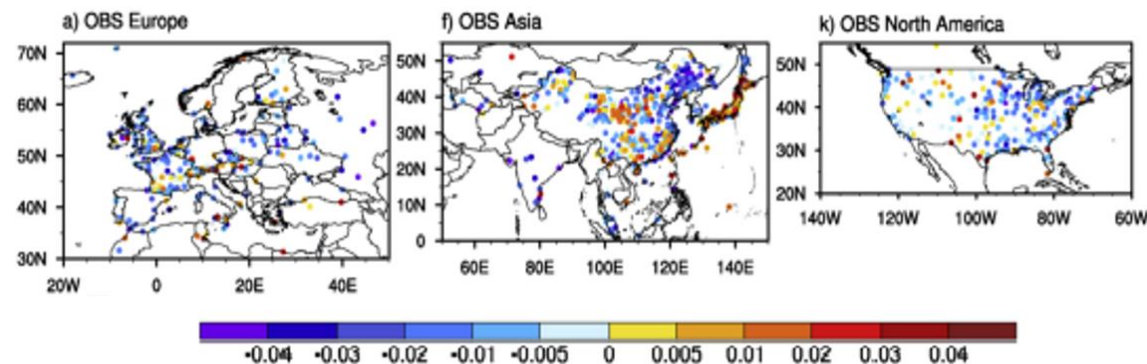 a) OBS Europe
f) OBS Asia
k) OBS North America
70N
60N
50N
40N
30N
20W
0
20E
40E
50N
40N
30N
20N
10N
0
60E
80E
100E
120E
140E
50N
40N
30N
20N
140W
120W
100W
80W
60W
-0.04 -0.03 -0.02 -0.01 -0.005 0 0.005 0.01 0.02 0.03 0.04